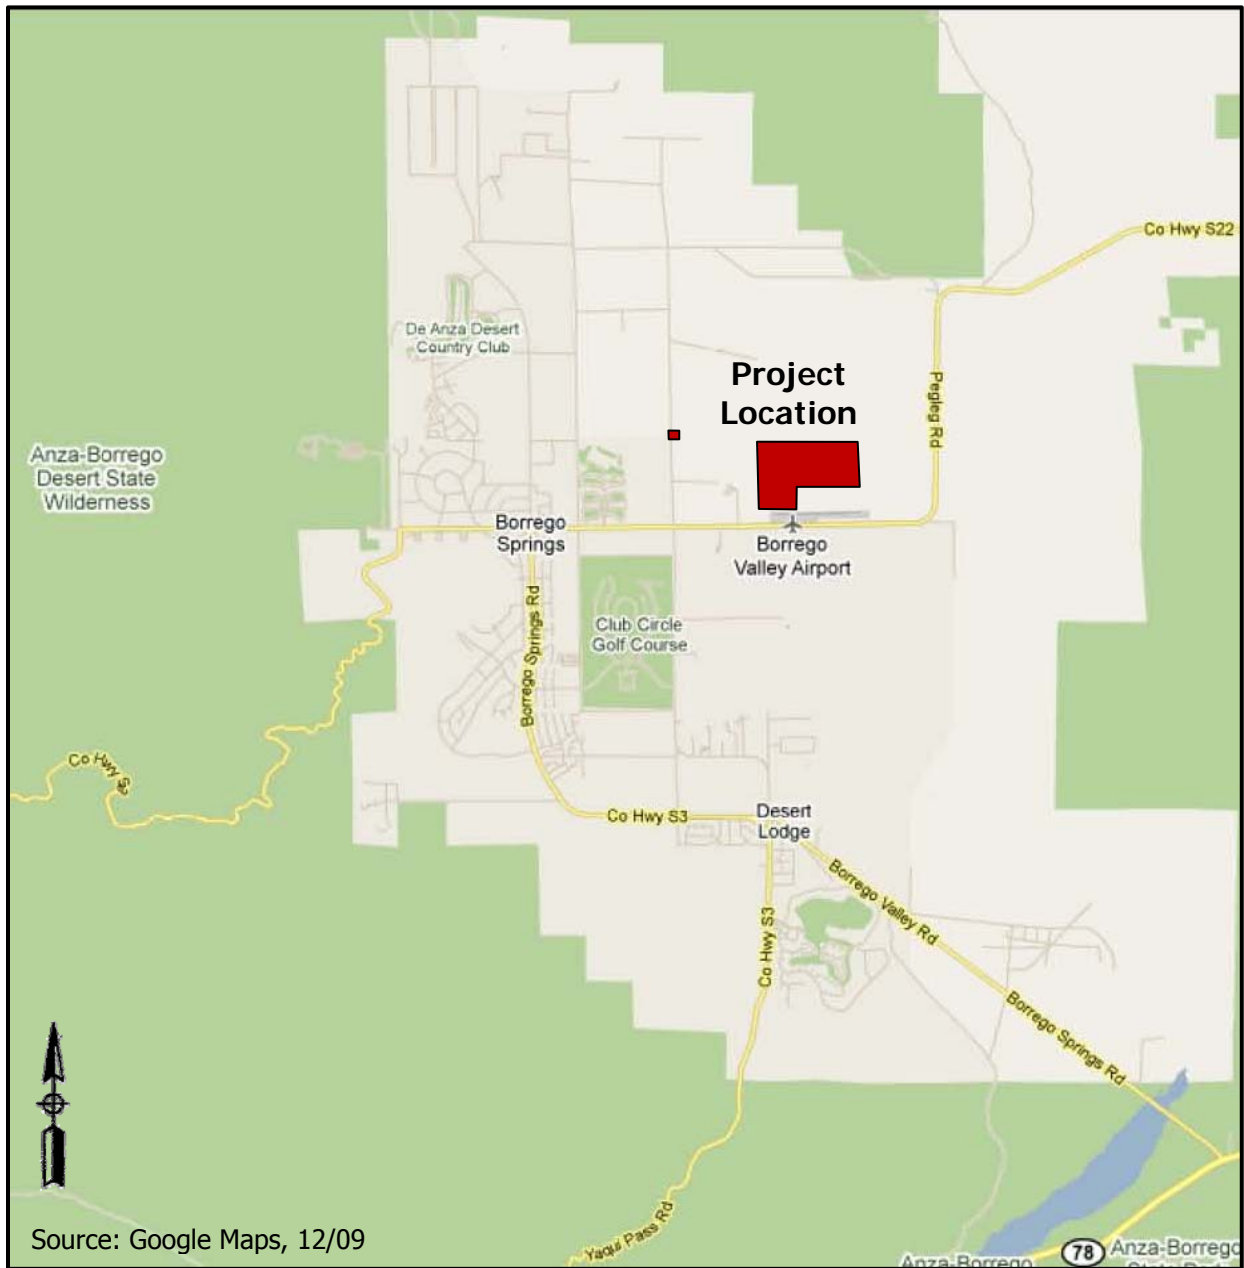 Co Hwy S22
De Anza Desert
Country Club
Project
Location
Pegleg Rd
Anza-Borrego
Desert State
Wilderness
Borrego
Springs
Borrego
Valley Airport
Club Circle
Golf Course
Borrego Springs Rd
Co Hwy
Co Hwy S3
Desert
Lodge
Borrego Valley Rd
Co Hwy S3
Borrego Springs Rd
Yaqui Pass Rd
Source: Google Maps, 12/09
78
Anza-Borrego
Anza-Borrego